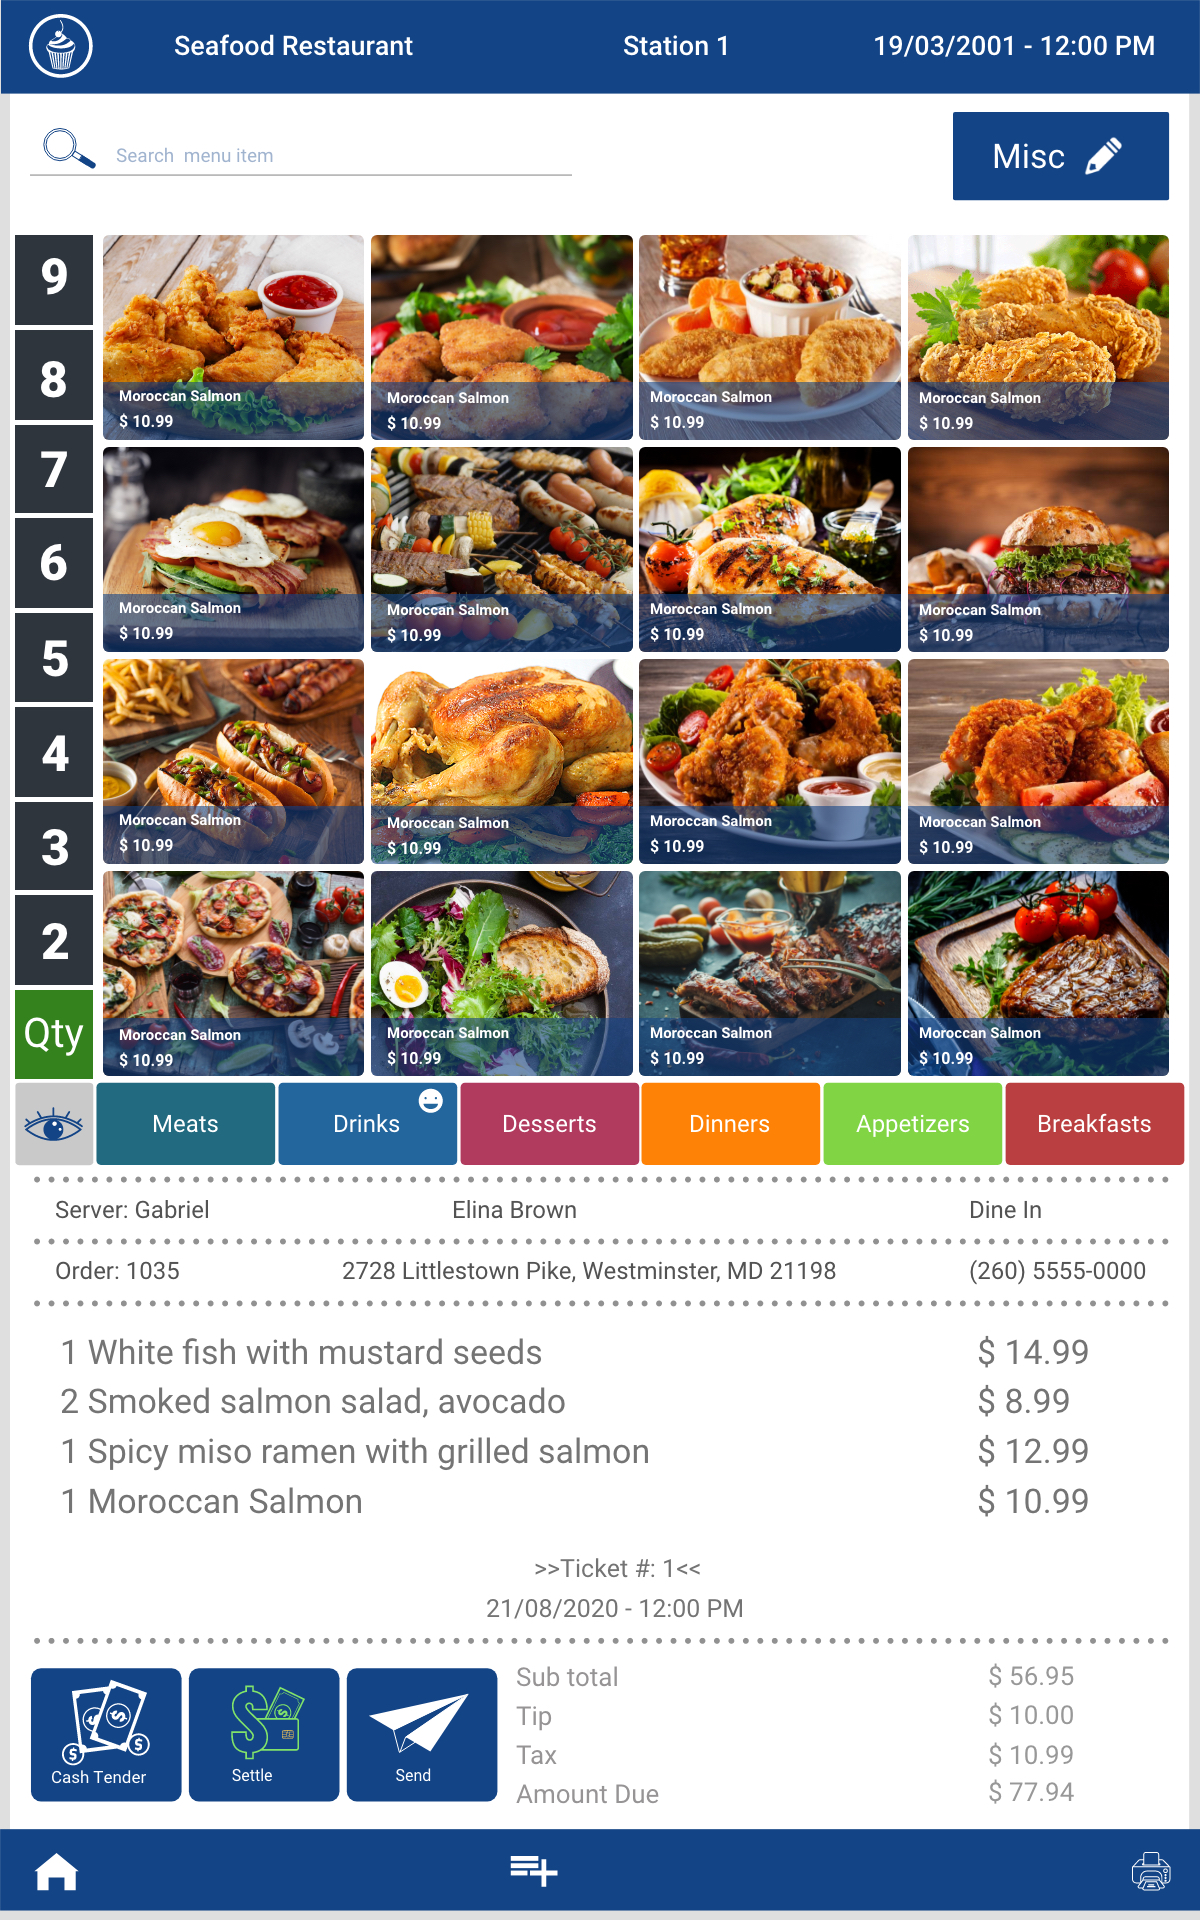 Seafood Restaurant Station 1 19/03/2001 - 12:00 PM
Search menu item
Misc
9
8
7
6
5
4
3
2
Qty
Moroccan Salmon Moroccan Salmon Moroccan Salmon Moroccan Salmon
$ 10.99 $ 10.99 $ 10.99 $ 10.99
Moroccan Salmon Moroccan Salmon Moroccan Salmon Moroccan Salmon
$ 10.99 $ 10.99 $ 10.99 $ 10.99
Moroccan Salmon Moroccan Salmon Moroccan Salmon Moroccan Salmon
$ 10.99 $ 10.99 $ 10.99 $ 10.99
Moroccan Salmon Moroccan Salmon Moroccan Salmon Moroccan Salmon
$ 10.99 $ 10.99 $ 10.99 $ 10.99
Meats Drinks Desserts Dinners Appetizers Breakfasts
Server: Gabriel Elina Brown Dine In
Order: 1035 2728 Littlestown Pike, Westminster, MD 21198 (260) 5555-0000
1 White fish with mustard seeds $ 14.99
2 Smoked salmon salad, avocado $ 8.99
1 Spicy miso ramen with grilled salmon $ 12.99
1 Moroccan Salmon $ 10.99
>>Ticket #: 1<<
21/08/2020 - 12:00 PM
Cash Tender Settle Send
Sub total $ 56.95
Tip $ 10.00
Tax $ 10.99
Amount Due $ 77.94